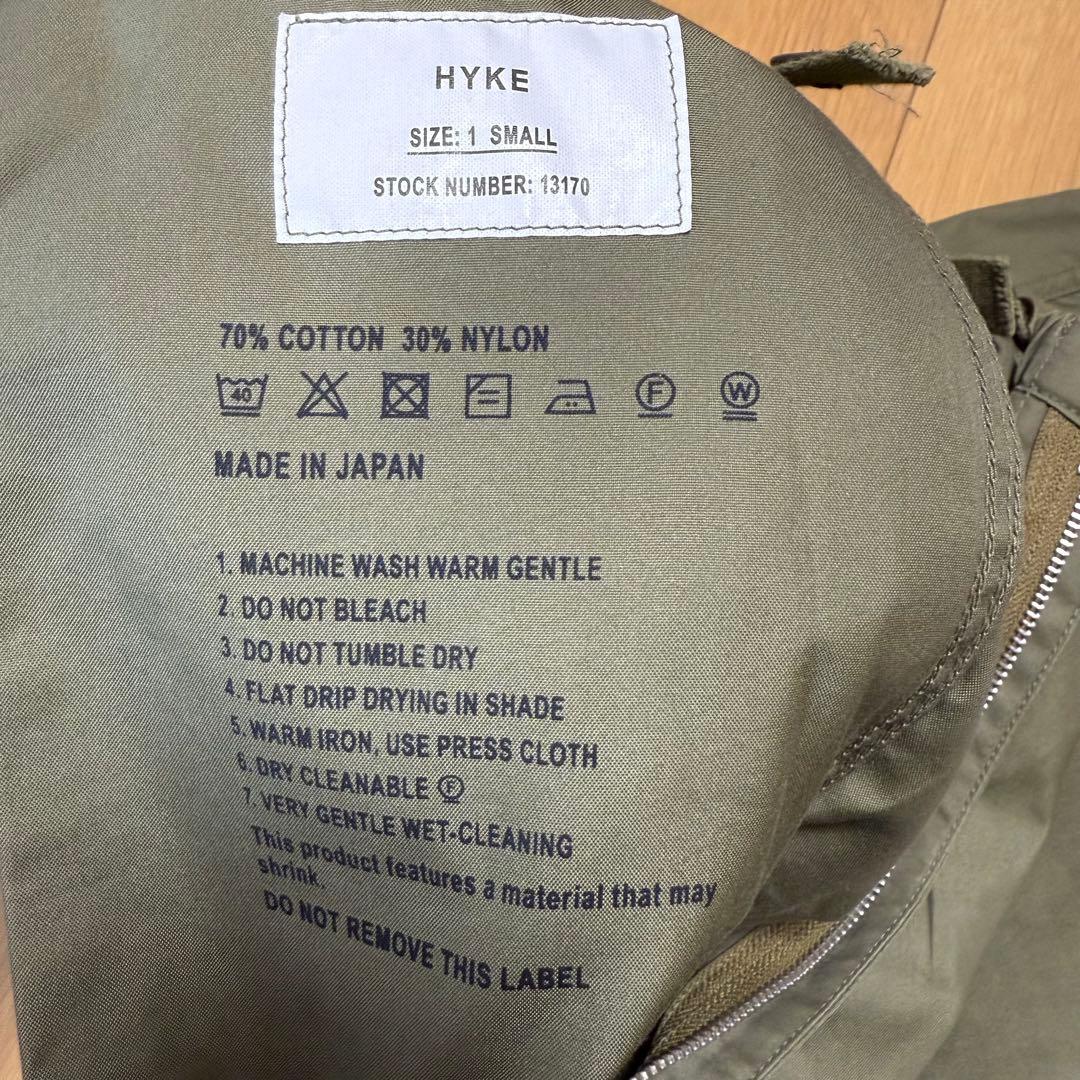 HYKE
SIZE: 1 SMALL
STOCK NUMBER: 13170
70% COTTON 30% NYLON
40 F W
MADE IN JAPAN
1. MACHINE WASH WARM GENTLE
2. DO NOT BLEACH
3. DO NOT TUMBLE DRY
4. FLAT DRIP DRYING IN SHADE
5. WARM IRON, USE PRESS CLOTH
6. DRY CLEANABLE Ⓕ
7. VERY GENTLE WET-CLEANING
This product features a material that may
shrink.
DO NOT REMOVE THIS LABEL